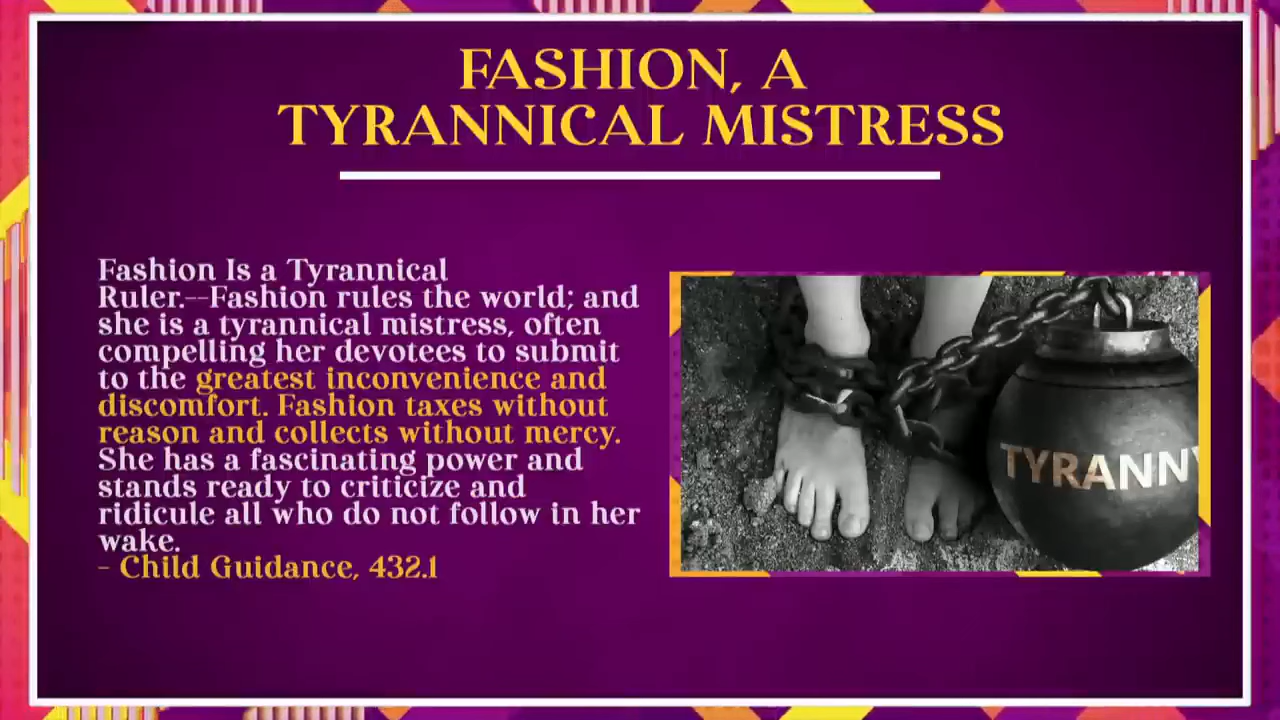 FASHION, A
TYRANNICAL MISTRESS
Fashion Is a Tyrannical
Ruler.--Fashion rules the world; and
she is a tyrannical mistress, often
compelling her devotees to submit
to the greatest inconvenience and
discomfort. Fashion taxes without
reason and collects without mercy.
She has a fascinating power and
stands ready to criticize and
ridicule all who do not follow in her
wake.
- Child Guidance, 432.1
TYRANNY